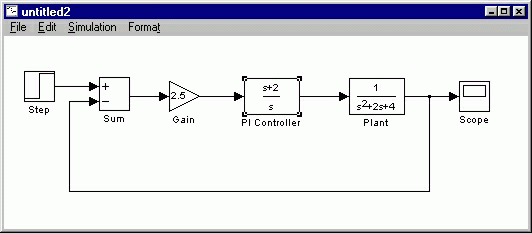 untitled2
File Edit Simulation Format
+
−
2.5
s+2
s
1
s²+2s+4
Step
Sum
Gain
PI Controller
Plant
Scope